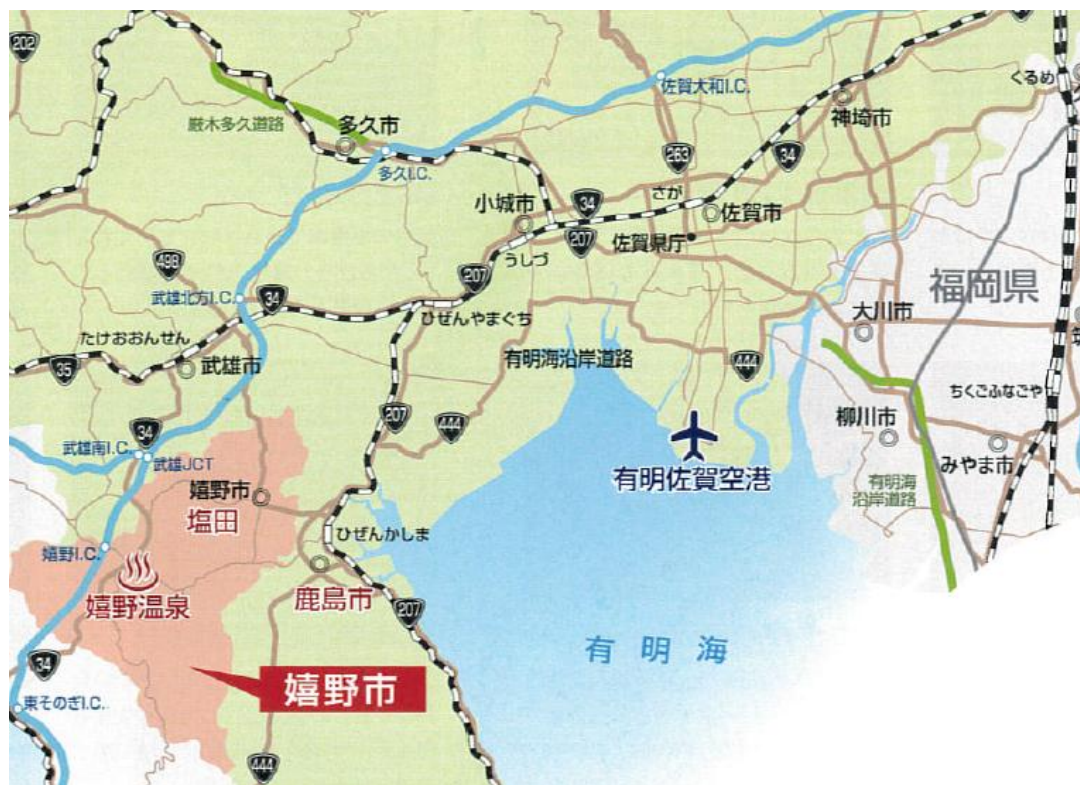 202
くるめ
佐賀大和I.C.
神埼市
厳木多久道路
多久市
263
34
多久I.C.
さが
小城市
34
佐賀市
207
佐賀県庁
うしづ
498
207
福岡県
武雄北方I.C.
34
大川市
ひぜんやまぐち
たけおおんせん
有明海沿岸道路
444
35
武雄市
ちくごふなごや
207
444
柳川市
34
武雄南I.C.
武雄JCT
みやま市
有明佐賀空港
嬉野市
有明海
沿岸道路
塩田
ひぜんかしま
嬉野I.C.
嬉野温泉
鹿島市
207
有明海
34
嬉野市
東そのぎI.C.
444